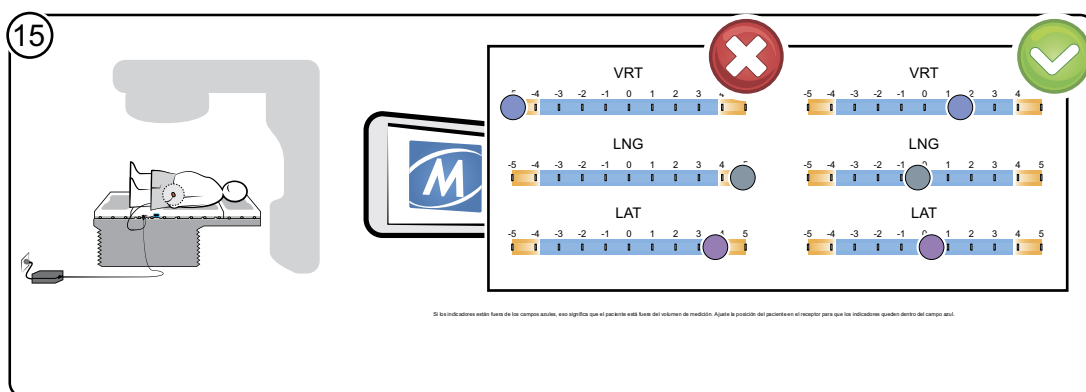 15
VRT
-4 -3 -2 -1 0 1 2 3 4
LNG
-5 -4 -3 -2 -1 0 1 2 3 4
LAT
-5 -4 -3 -2 -1 0 1 2 3 4 5
VRT
-5 -4 -3 -2 -1 0 1 2 3 4 5
LNG
-5 -4 -3 -2 -1 0 1 2 3 4 5
LAT
-5 -4 -3 -2 -1 0 1 2 3 4 5
M
Si los indicadores están fuera de los campos azules, eso significa que el paciente está fuera del volumen de medición. Ajuste la posición del paciente en el receptor para que los indicadores queden dentro del campo azul.